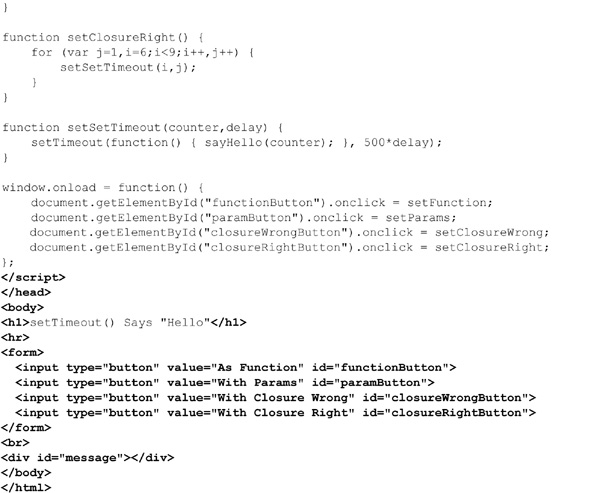 }

function setClosureRight() {
    for (var j=1,i=6;i<9;i++,j++) {
        setSetTimeout(i,j);
    }
}

function setSetTimeout(counter,delay) {
    setTimeout(function() { sayHello(counter); }, 500*delay);
}

window.onload = function() {
    document.getElementById("functionButton").onclick = setFunction;
    document.getElementById("paramButton").onclick = setParams;
    document.getElementById("closureWrongButton").onclick = setClosureWrong;
    document.getElementById("closureRightButton").onclick = setClosureRight;
};
</script>
</head>
<body>
<h1>setTimeout() Says "Hello"</h1>
<hr>
<form>
  <input type="button" value="As Function" id="functionButton">
  <input type="button" value="With Params" id="paramButton">
  <input type="button" value="With Closure Wrong" id="closureWrongButton">
  <input type="button" value="With Closure Right" id="closureRightButton">
</form>
<br>
<div id="message"></div>
</body>
</html>